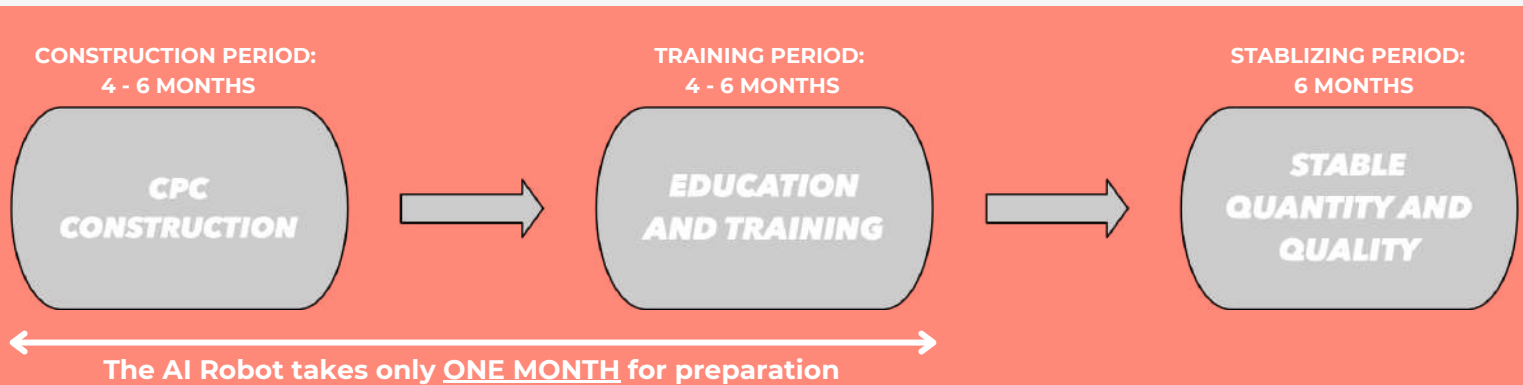 CONSTRUCTION PERIOD:
4 - 6 MONTHS
CPC
CONSTRUCTION
TRAINING PERIOD:
4 - 6 MONTHS
EDUCATION
AND TRAINING
STABLIZING PERIOD:
6 MONTHS
STABLE
QUANTITY AND
QUALITY
The AI Robot takes only ONE MONTH for preparation